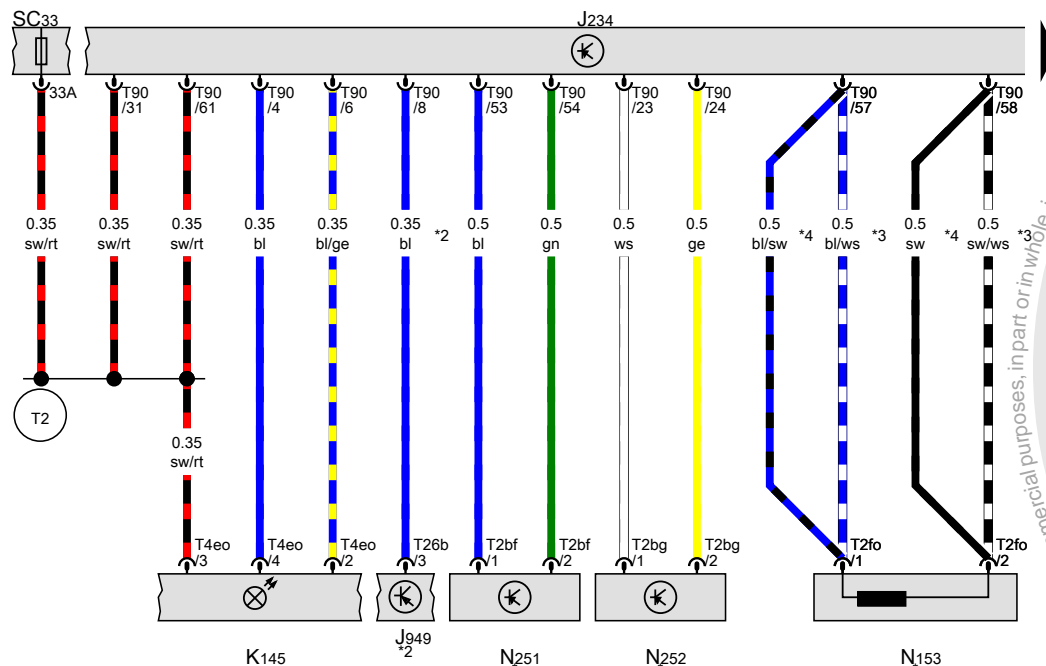 SC33 J234
33A T90 T90 T90 T90 T90 T90 T90 T90 T90 T90 T90
/31 /61 /4 /6 /8 /53 /54 /23 /24 /57 /58
0.35 0.35 0.35 0.35 0.35 0.35 0.5 0.5 0.5 0.5 0.5 0.5 0.5 0.5
sw/rt sw/rt sw/rt bl bl/ge bl *2 bl gn ws ge bl/sw *4 bl/ws *3 sw *4 sw/ws *3
T2
0.35
sw/rt
T4eo T4eo T4eo T26b T2bf T2bf T2bg T2bg T2fo T2fo
/3 /4 /2 /3 /1 /2 /1 /2 /1 /2
K145 J949 N251 N252 N153
*2
mercial purposes, in part or in whole, i